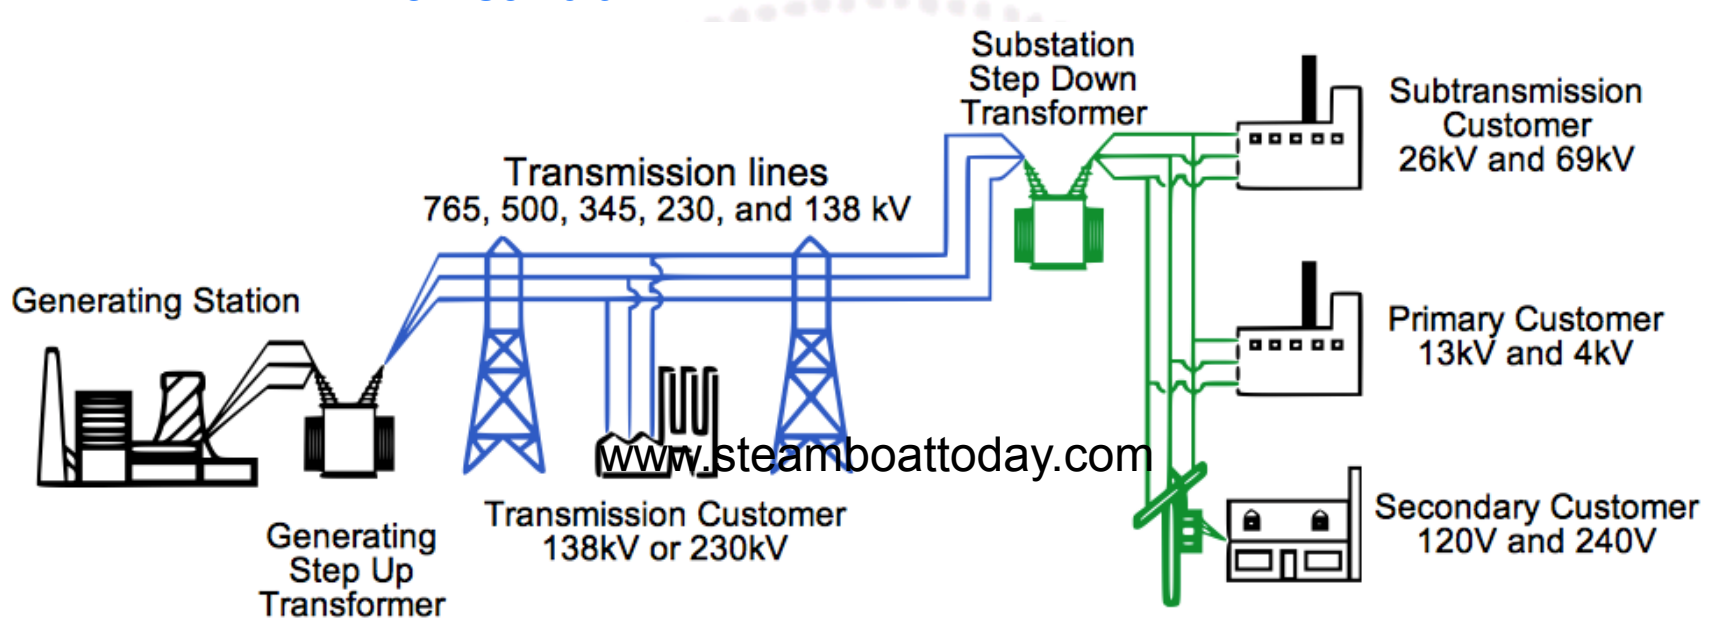 Substation
Step Down
Transformer
Subtransmission
Customer
26kV and 69kV
Transmission lines
765, 500, 345, 230, and 138 kV
Generating Station
Primary Customer
13kV and 4kV
www.steamboattoday.com
Transmission Customer
138kV or 230kV
Secondary Customer
120V and 240V
Generating
Step Up
Transformer